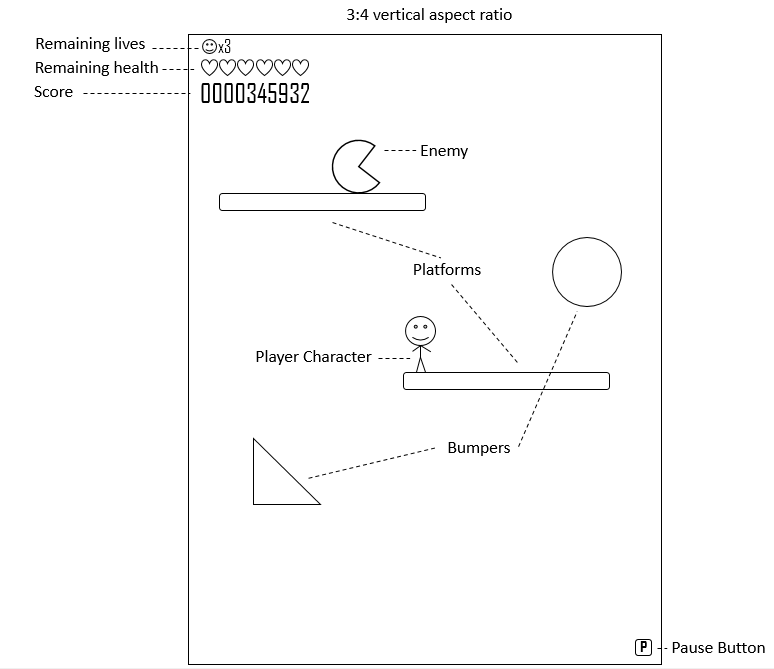 3:4 vertical aspect ratio
Remaining lives
x3
Remaining health
Score
0000345932
Enemy
Platforms
Player Character
Bumpers
P
Pause Button